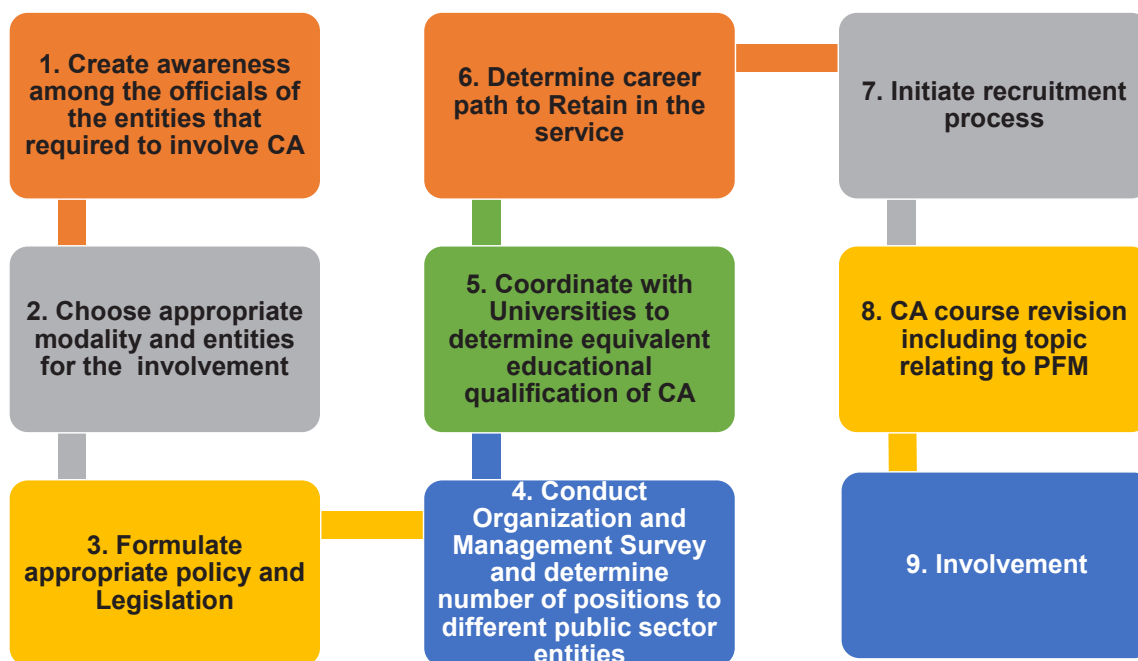 1. Create awareness
among the officials of
the entities that
required to involve CA
2. Choose appropriate
modality and entities
for the involvement
3. Formulate
appropriate policy and
Legislation
4. Conduct
Organization and
Management Survey
and determine
number of positions to
different public sector
entities
5. Coordinate with
Universities to
determine equivalent
educational
qualification of CA
6. Determine career
path to Retain in the
service
7. Initiate recruitment
process
8. CA course revision
including topic
relating to PFM
9. Involvement